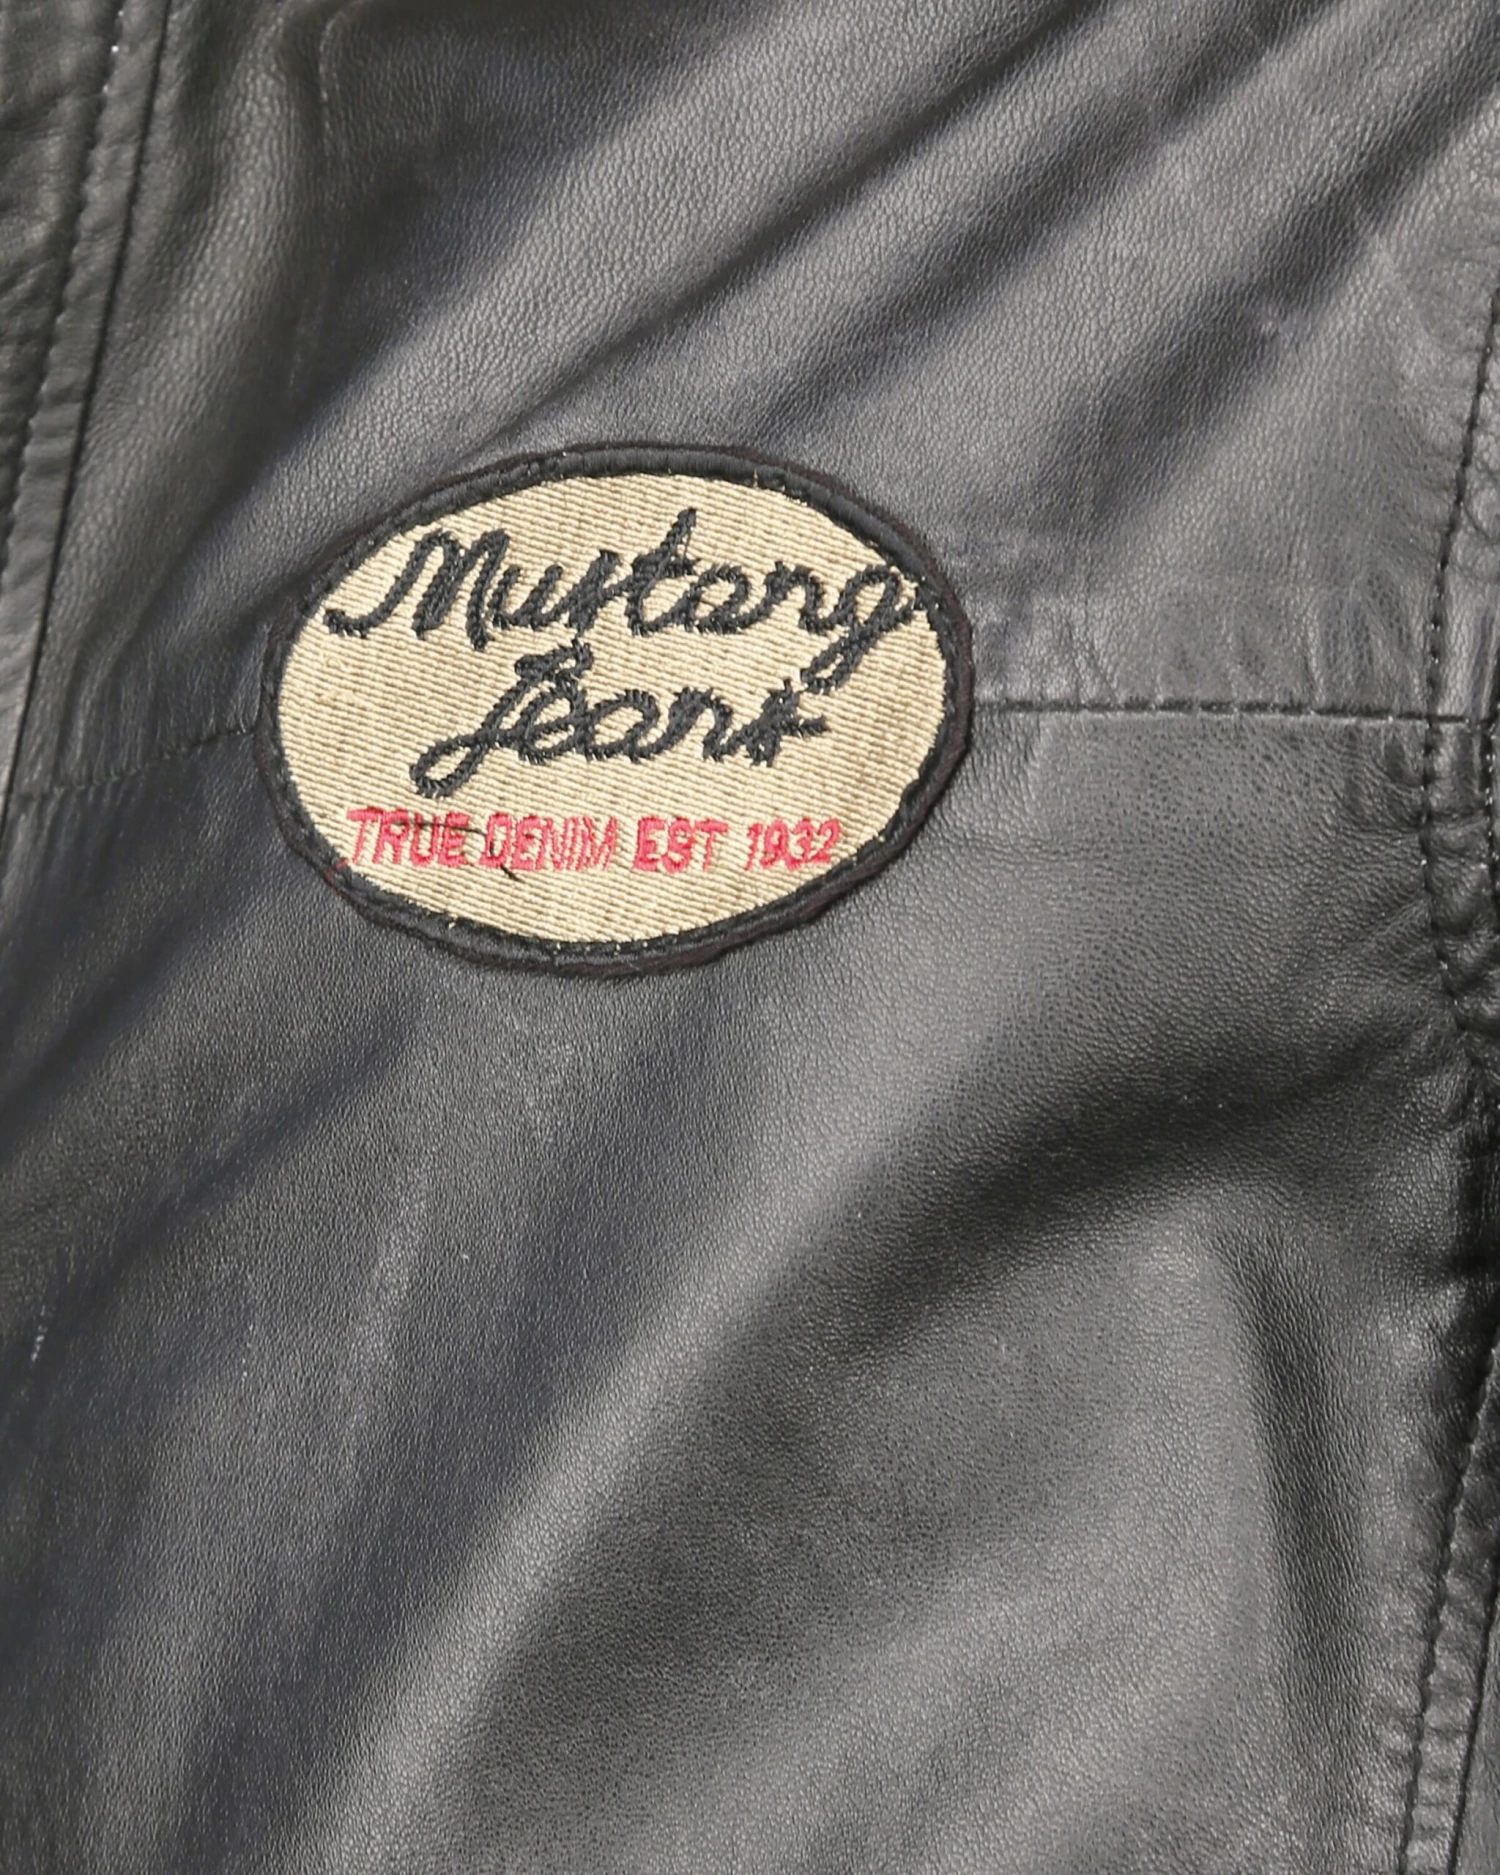 Mustang
Jeans
TRUE DENIM EST 1932